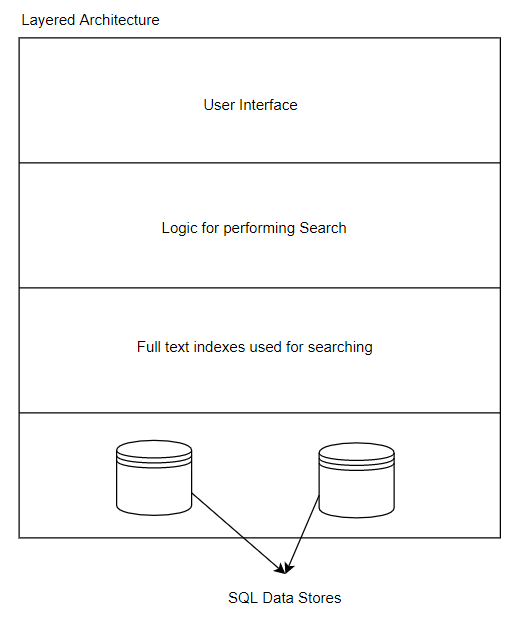 Layered Architecture
User Interface
Logic for performing Search
Full text indexes used for searching
SQL Data Stores